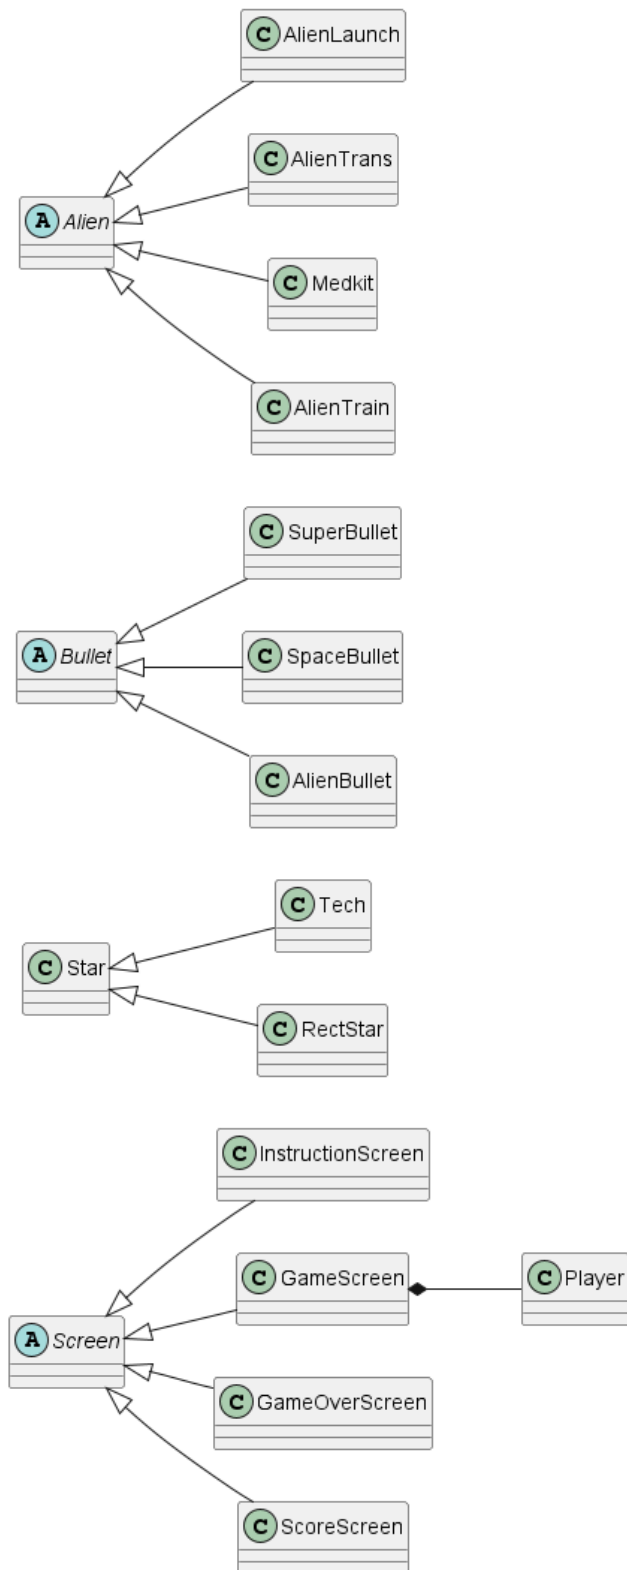 C AlienLaunch
C AlienTrans
A Alien
C Medkit
C AlienTrain
C SuperBullet
A Bullet
C SpaceBullet
C AlienBullet
C Tech
C Star
C RectStar
C InstructionScreen
C GameScreen
C Player
A Screen
C GameOverScreen
C ScoreScreen